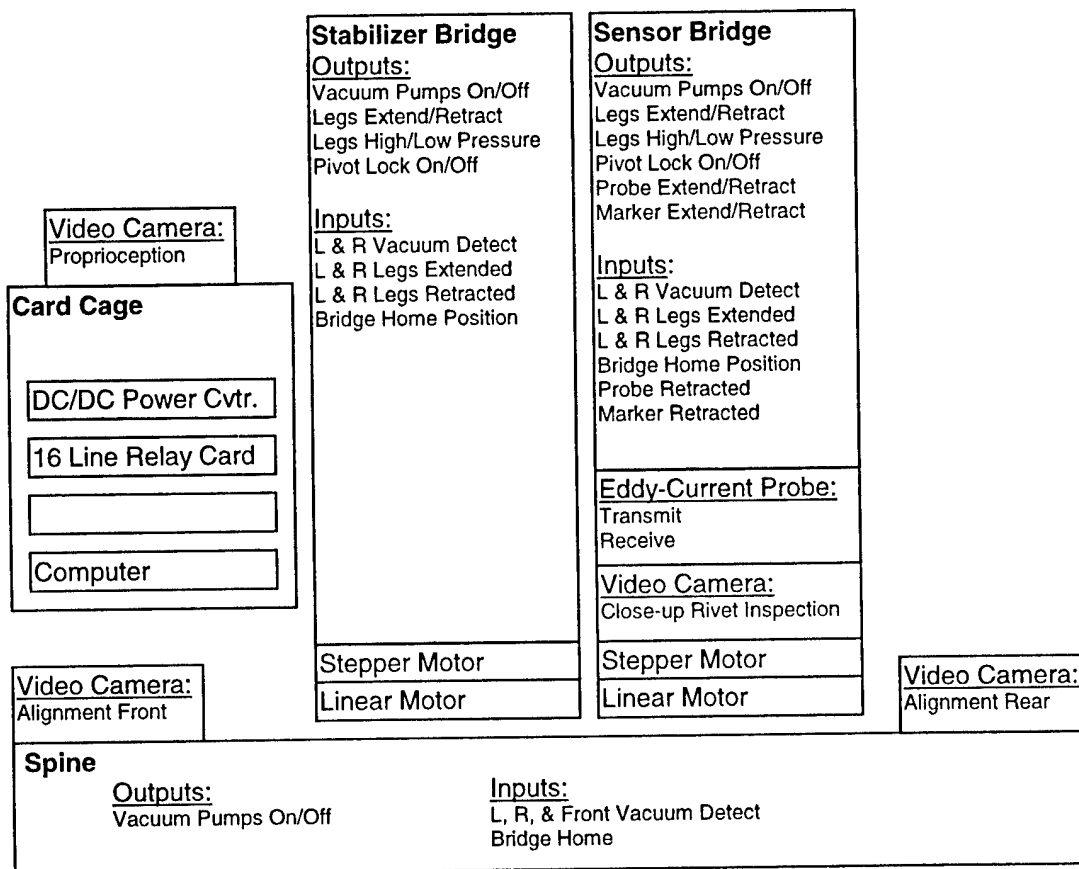 Stabilizer Bridge
Outputs:
Vacuum Pumps On/Off
Legs Extend/Retract
Legs High/Low Pressure
Pivot Lock On/Off
Inputs:
L & R Vacuum Detect
L & R Legs Extended
L & R Legs Retracted
Bridge Home Position
Stepper Motor
Linear Motor
Sensor Bridge
Outputs:
Vacuum Pumps On/Off
Legs Extend/Retract
Legs High/Low Pressure
Pivot Lock On/Off
Probe Extend/Retract
Marker Extend/Retract
Inputs:
L & R Vacuum Detect
L & R Legs Extended
L & R Legs Retracted
Bridge Home Position
Probe Retracted
Marker Retracted
Eddy-Current Probe:
Transmit
Receive
Video Camera:
Close-up Rivet Inspection
Stepper Motor
Linear Motor
Video Camera:
Proprioception
Card Cage
DC/DC Power Cvtr.
16 Line Relay Card
Computer
Video Camera:
Alignment Front
Video Camera:
Alignment Rear
Spine
Outputs:
Vacuum Pumps On/Off
Inputs:
L, R, & Front Vacuum Detect
Bridge Home